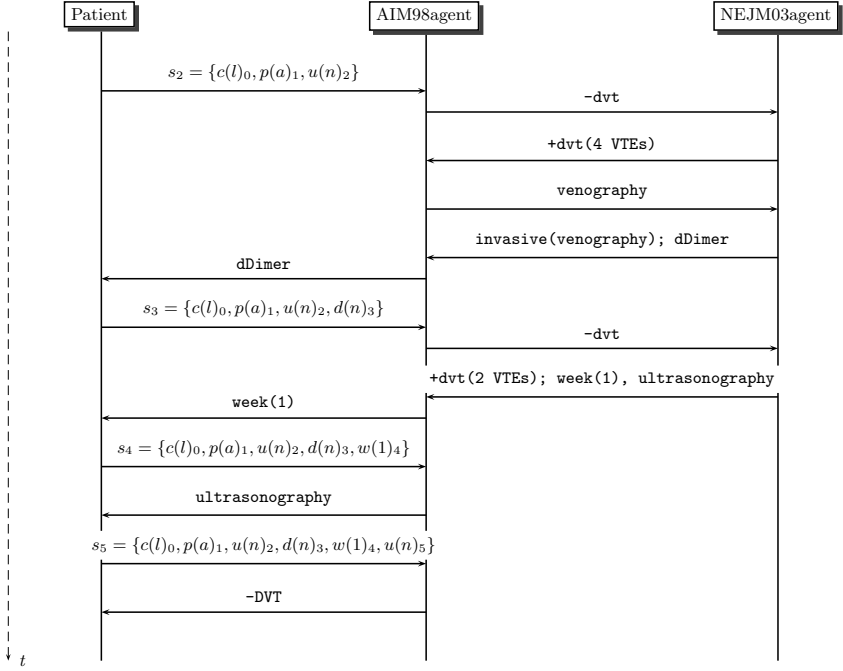 Patient AIM98agent NEJM03agent
s₂ = {c(l)₀, p(a)₁, u(n)₂}
-dvt
+dvt(4 VTEs)
venography
invasive(venography); dDimer
dDimer
s₃ = {c(l)₀, p(a)₁, u(n)₂, d(n)₃}
-dvt
+dvt(2 VTEs); week(1), ultrasonography
week(1)
s₄ = {c(l)₀, p(a)₁, u(n)₂, d(n)₃, w(1)₄}
ultrasonography
s₅ = {c(l)₀, p(a)₁, u(n)₂, d(n)₃, w(1)₄, u(n)₅}
-DVT
t